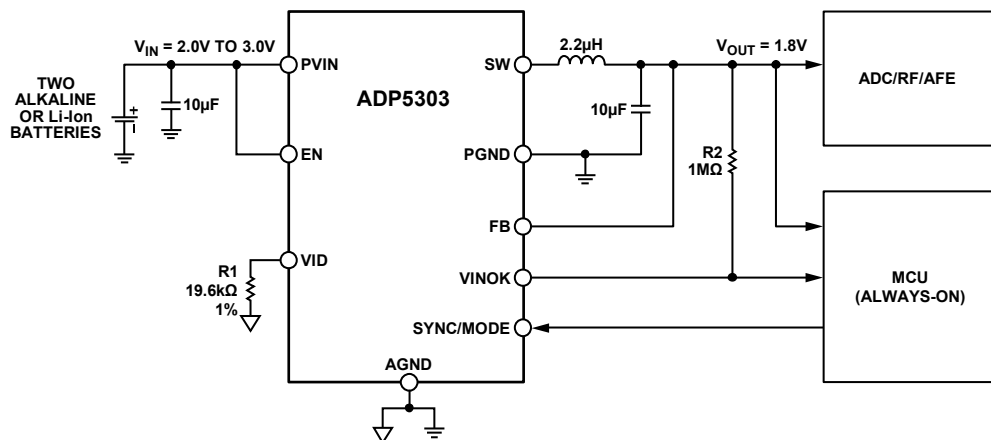 V_IN = 2.0V TO 3.0V
TWO
ALKALINE
OR Li-Ion
BATTERIES
+
–
10µF
PVIN
EN
VID
R1
19.6kΩ
1%
ADP5303
AGND
SW
PGND
FB
VINOK
SYNC/MODE
2.2µH
10µF
V_OUT = 1.8V
R2
1MΩ
ADC/RF/AFE
MCU
(ALWAYS-ON)